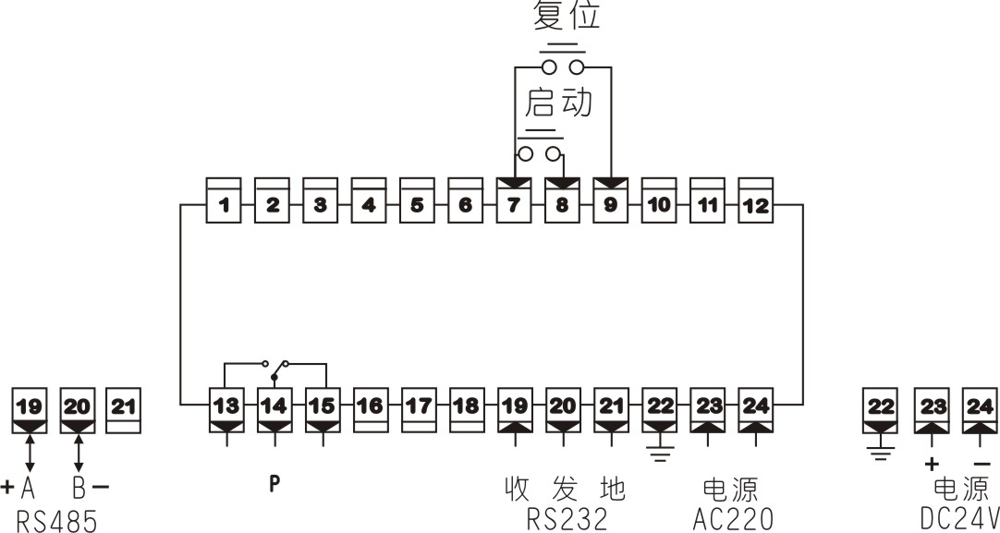 复位
启动
1 2 3 4 5 6 7 8 9 10 11 12
19 20 21 13 14 15 16 17 18 19 20 21 22 23 24 22 23 24
+A B− P 收 发 地 电源 + −
电源
RS485 RS232 AC220 DC24V